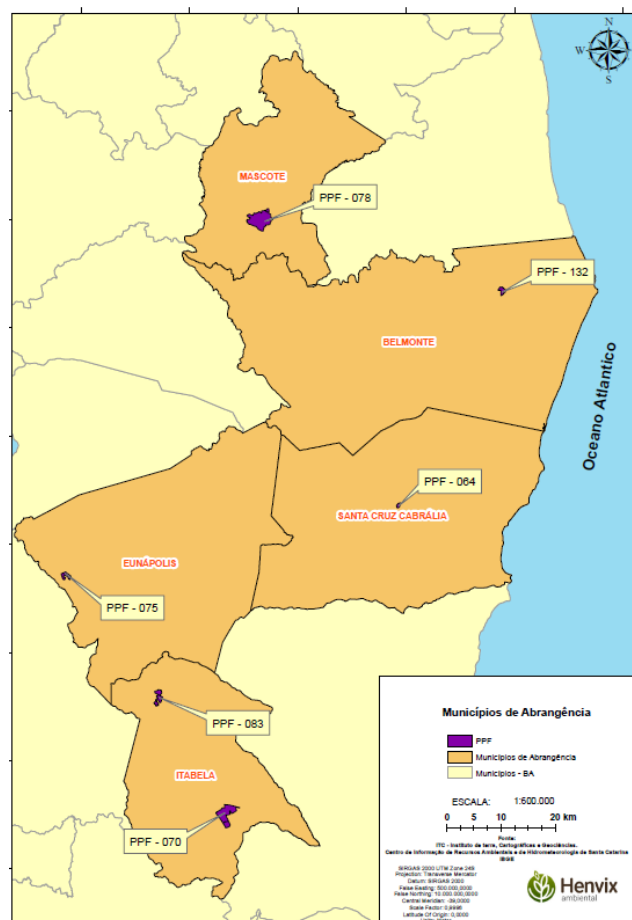 N
W
E
S
MASCOTE
PPF - 078
PPF - 132
BELMONTE
Oceano Atlantico
PPF - 064
SANTA CRUZ CABRÁLIA
EUNÁPOLIS
PPF - 075
PPF - 083
ITABELA
PPF - 070
Municípios de Abrangência
PPF
Municípios de Abrangência
Municípios - BA
ESCALA: 1:600.000
0 5 10 20 km
Fonte:
ITC - Instituto de terra, Cartográficas e Geociências.
Centro de Informação de Recursos Ambientais e de Hidrometeorologia de Santa Catarina
IBGE
SIRGAS 2000 UTM Zone 24S
Projection: Transverse Mercator
Datum: SIRGAS 2000
False Easting: 500.000,0000
False Northing: 10.000.000,0000
Central Meridian: -39,0000
Scale Factor: 0,9996
Latitude Of Origin: 0,0000
Henvix
ambiental